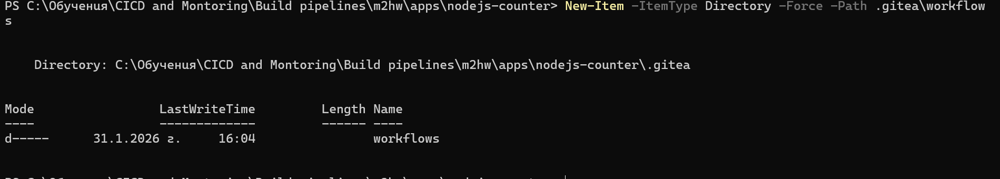 PS C:\Обучения\CICD and Montoring\Build pipelines\m2hw\apps\nodejs-counter> New-Item -ItemType Directory -Force -Path .gitea\workflow
s
Directory: C:\Обучения\CICD and Montoring\Build pipelines\m2hw\apps\nodejs-counter\.gitea
Mode LastWriteTime Length Name
---- ------------- ------ ----
d----- 31.1.2026 г. 16:04 workflows